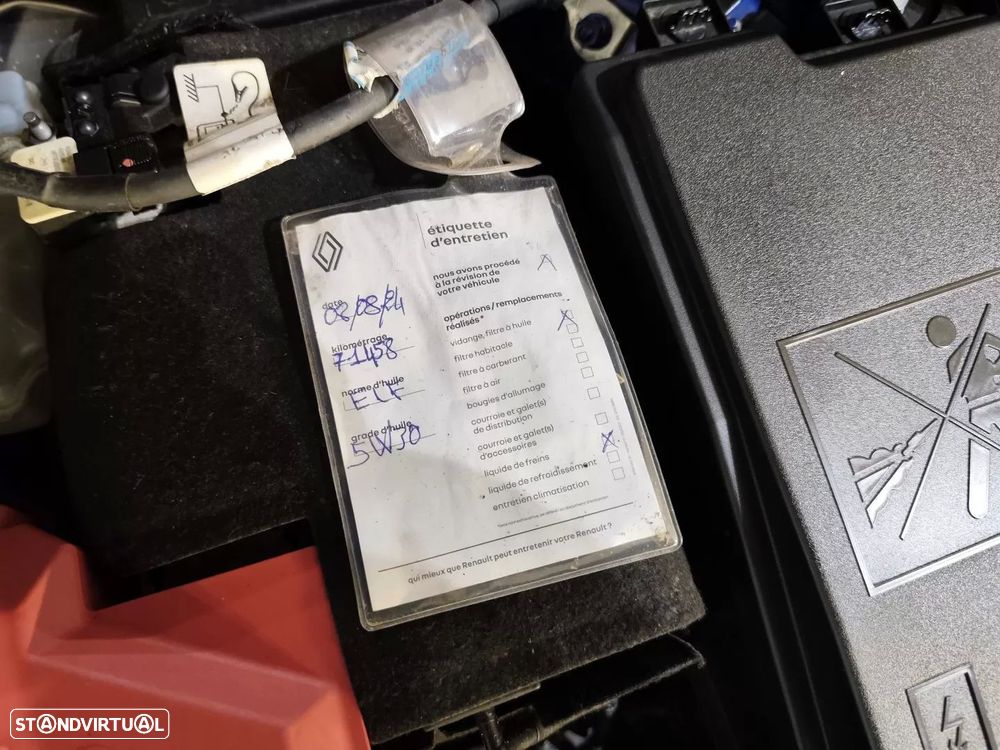 étiquette
d'entretien
nous avons procédé
à la révision de
votre véhicule
X
date
08/08/24
kilométrage
71458
norme d'huile
ELF
grade d'huile
5W30
opérations/remplacements
réalisés*
vidange, filtre à huile X
filtre habitacle
filtre à carburant
filtre à air
bougies d'allumage
courroie et galet(s)
de distribution
courroie et galet(s)
d'accessoires
liquide de freins X
liquide de refroidissement
entretien climatisation
qui mieux que Renault peut entretenir votre Renault ?
STANDVIRTUAL